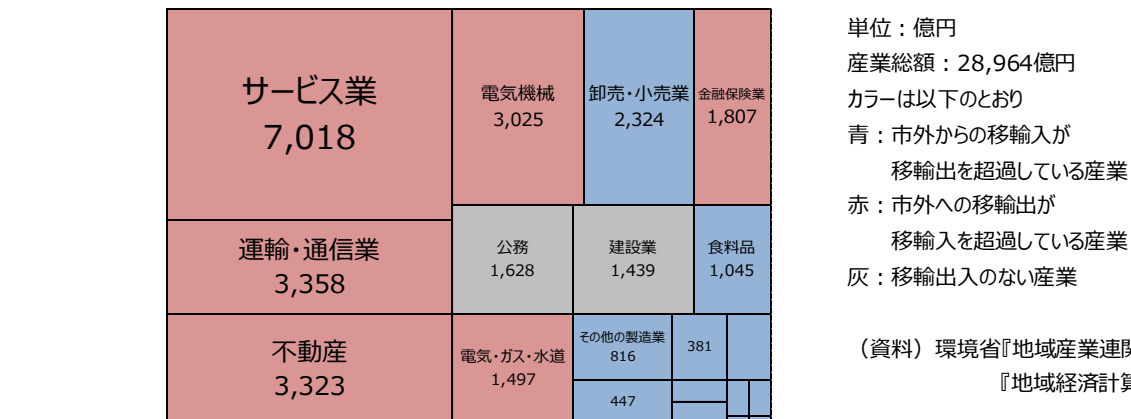 サービス業
7,018
電気機械
3,025
卸売・小売業
2,324
金融保険業
1,807
運輸・通信業
3,358
公務
1,628
建設業
1,439
食料品
1,045
不動産
3,323
電気・ガス・水道
1,497
その他の製造業
816
381
447
単位：億円
産業総額：28,964億円
カラーは以下のとおり
青：市外からの移輸入が
移輸出を超過している産業
赤：市外への移輸出が
移輸入を超過している産業
灰：移輸出入のない産業
（資料）環境省『地域産業連
『地域経済計